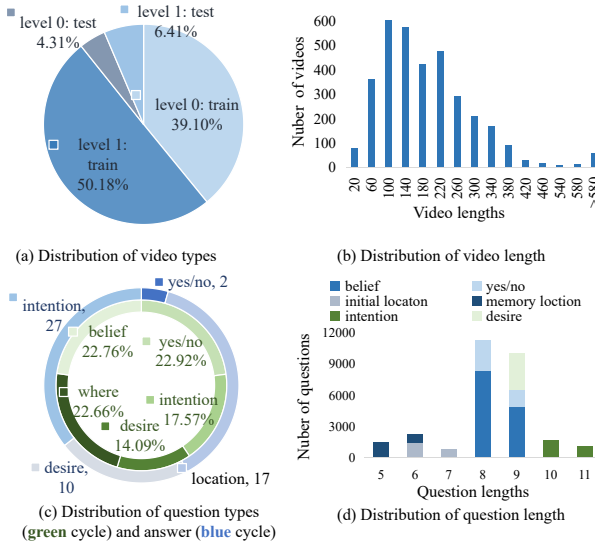 level 0: test
4.31%
level 1: test
6.41%
level 0: train
39.10%
level 1:
train
50.18%
(a) Distribution of video types
Nuber of videos
600
500
400
300
200
100
0
20
60
100
140
180
220
260
300
340
380
420
460
540
580
>580
Video lengths
(b) Distribution of video length
yes/no, 2
intention,
27
belief
22.76%
yes/no
22.92%
where
22.66%
intention
17.57%
desire
14.09%
desire,
10
location, 17
(c) Distribution of question types
(green cycle) and answer (blue cycle)
belief
yes/no
initial locaton
memory loction
intention
desire
Nuber of questions
12000
9000
6000
3000
0
5 6 7 8 9 10 11
Question lengths
(d) Distribution of question length